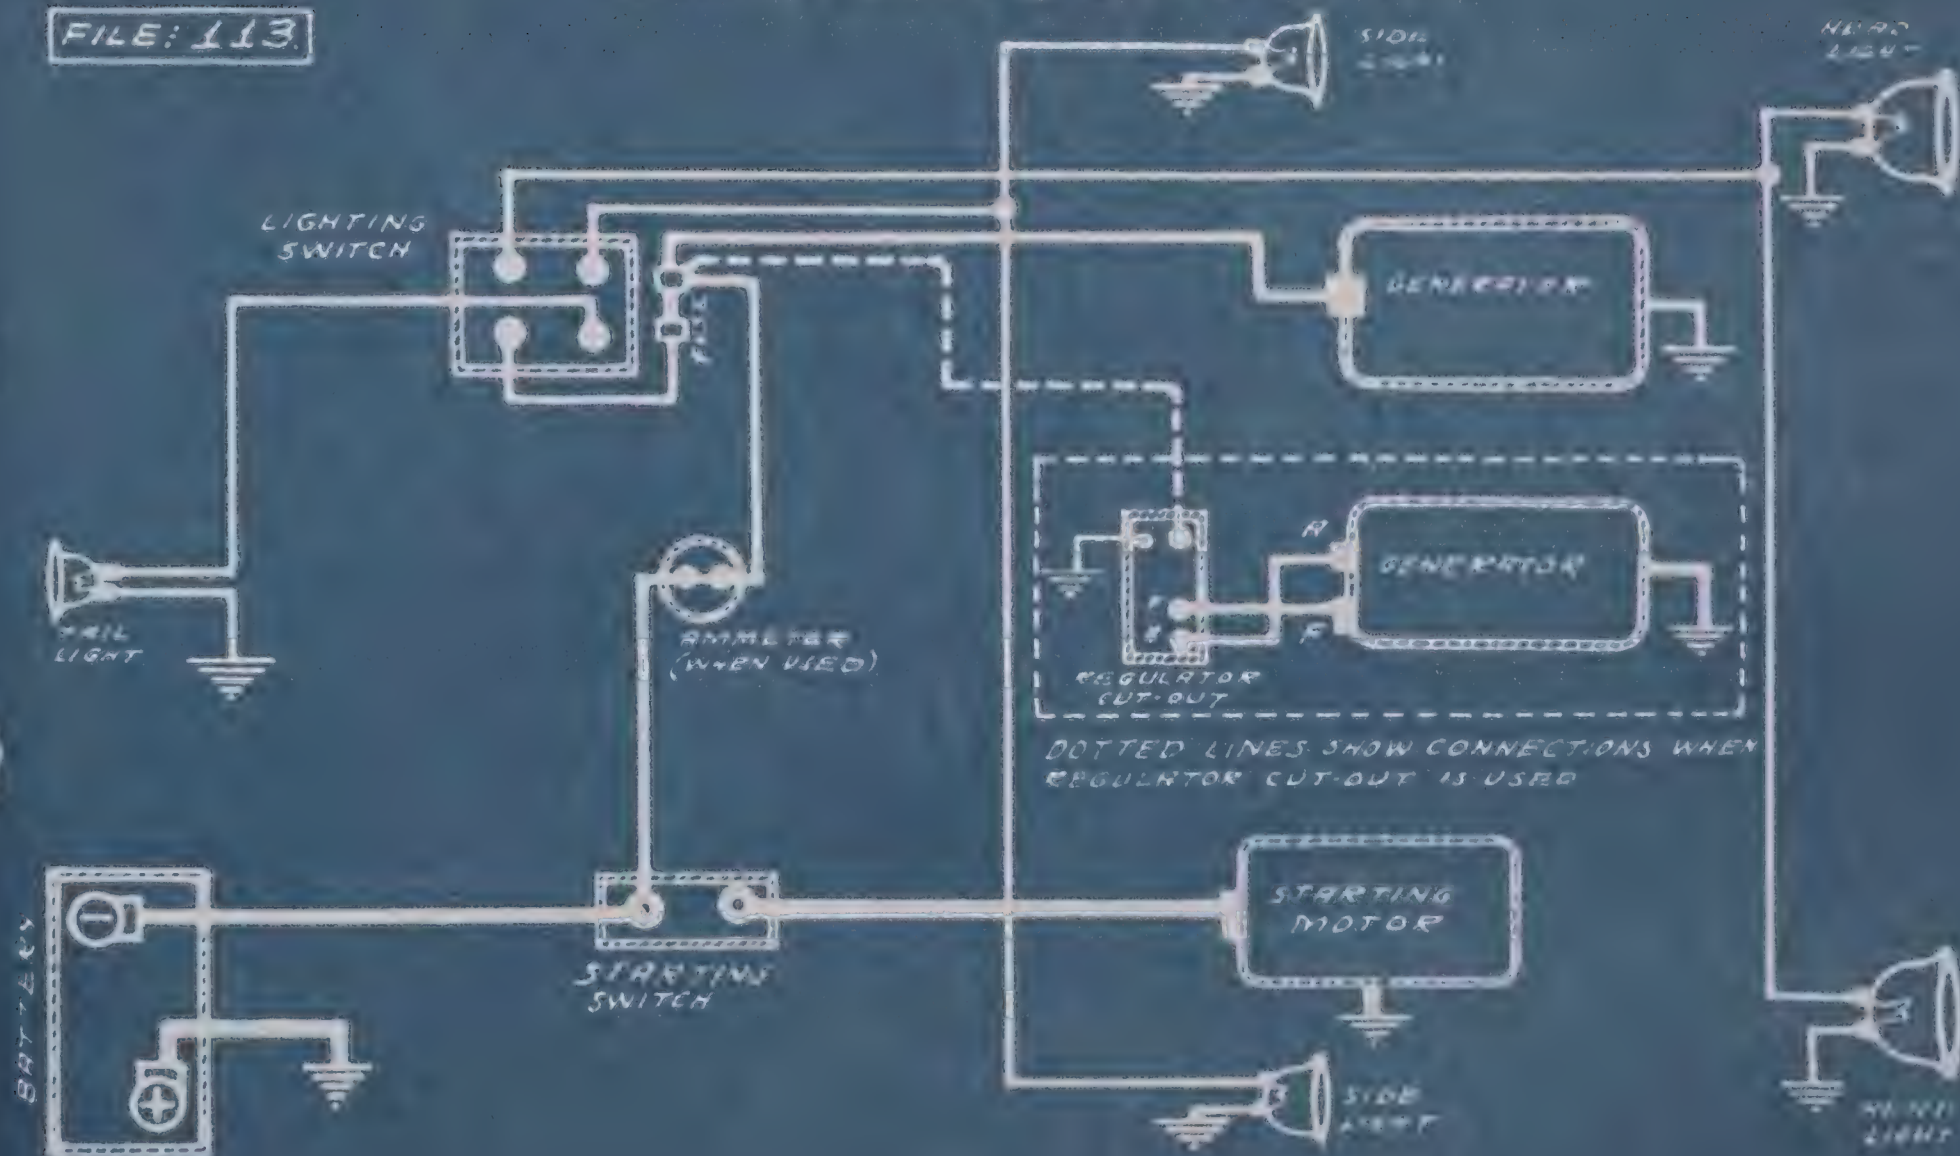 FILE: 113.
SIDE
LIGHT
HEAD
LIGHT
LIGHTING
SWITCH
FUSE
GENERATOR
A
GENERATOR
F
F
TAIL
LIGHT
AMMETER
(WHEN USED)
REGULATOR
CUT-OUT
DOTTED LINES SHOW CONNECTIONS WHEN
REGULATOR CUT-OUT IS USED
BATTERY
STARTING
SWITCH
STARTING
MOTOR
SIDE
LIGHT
HEAD
LIGHT